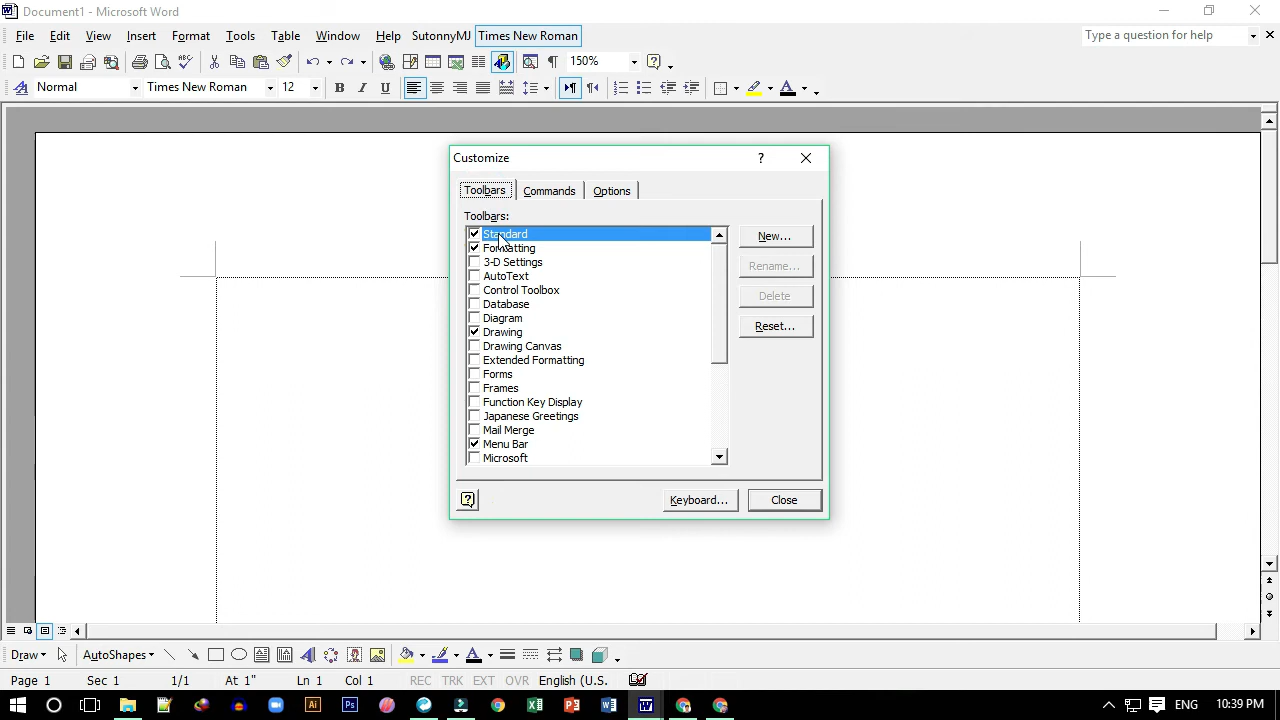 Document1 - Microsoft Word
File Edit View Insert Format Tools Table Window Help SutonnyMJ Times New Roman Type a question for help
150%
Normal Times New Roman 12 B I U
Customize
Toolbars Commands Options
Toolbars:
Standard
New...
Formatting
3-D Settings
Rename...
AutoText
Control Toolbox
Delete
Database
Diagram
Reset...
Drawing
Drawing Canvas
Extended Formatting
Forms
Frames
Function Key Display
Japanese Greetings
Mail Merge
Menu Bar
Microsoft
Keyboard... Close
Draw AutoShapes
Page 1 Sec 1 1/1 At 1" Ln 1 Col 1 REC TRK EXT OVR English (U.S.
Ai Ps ENG 10:39 PM